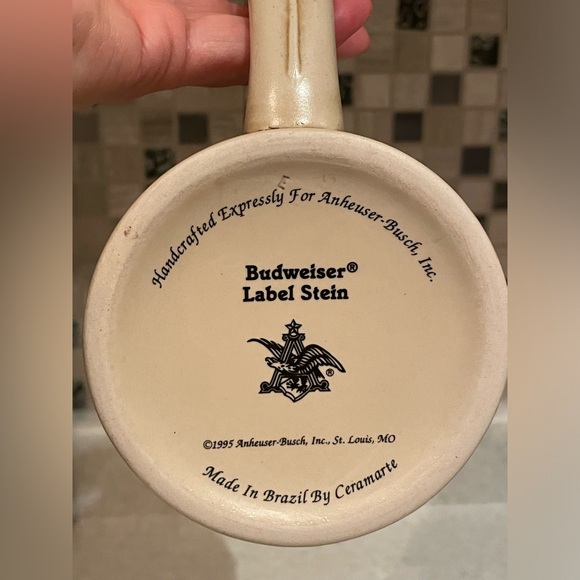 Handcrafted Expressly For Anheuser-Busch, Inc.
Budweiser®
Label Stein
®
©1995 Anheuser-Busch, Inc., St. Louis, MO
Made In Brazil By Ceramarte